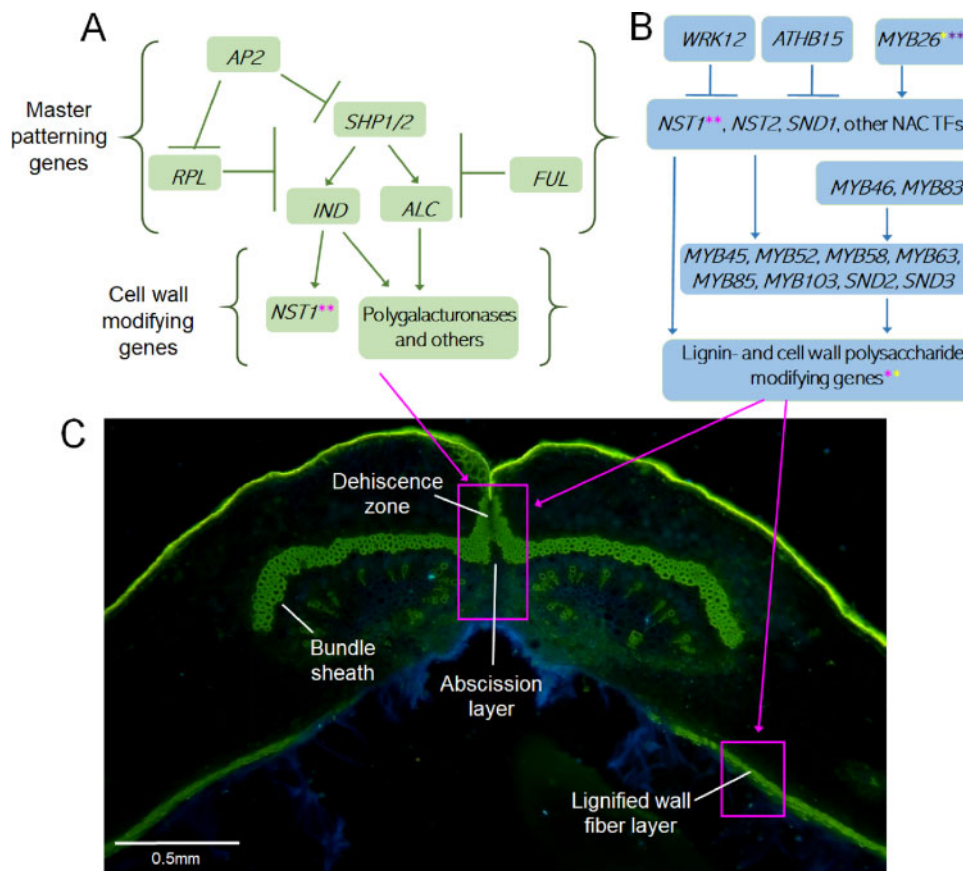 A
AP2
Master
patterning
genes
SHP1/2
RPL
FUL
IND
ALC
Cell wall
modifying
genes
NST1**
Polygalacturonases
and others
B
WRK12
ATHB15
MYB26***
NST1**, NST2, SND1, other NAC TFs
MYB46, MYB83
MYB45, MYB52, MYB58, MYB63,
MYB85, MYB103, SND2, SND3
Lignin- and cell wall polysaccharide
modifying genes**
C
Dehiscence
zone
Bundle
sheath
Abscission
layer
Lignified wall
fiber layer
0.5mm